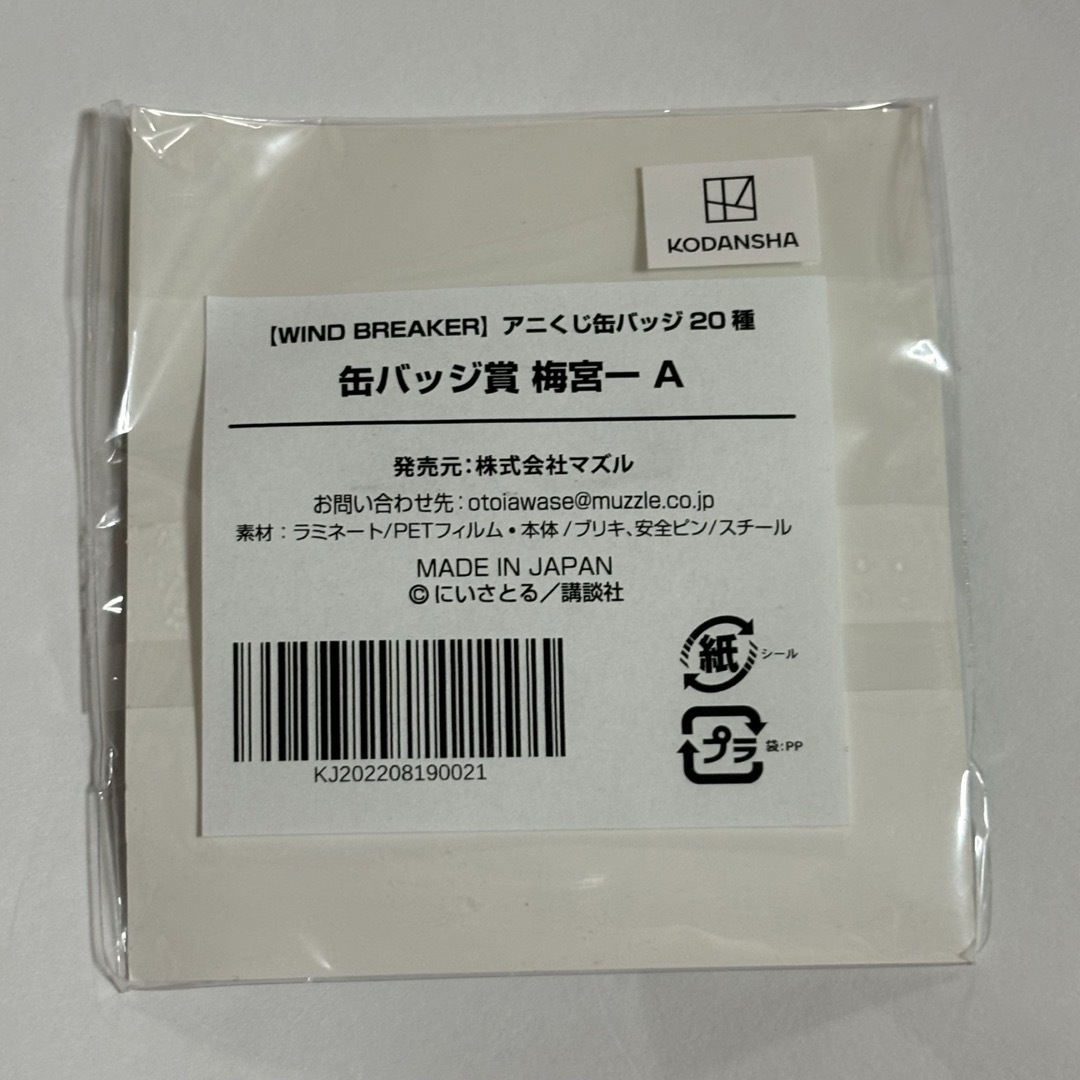 KODANSHA
【WIND BREAKER】アニくじ缶バッジ20種
缶バッジ賞 梅宮一 A
発売元：株式会社マズル
お問い合わせ先：otoiawase@muzzle.co.jp
素材：ラミネート/PETフィルム・本体/ブリキ、安全ピン/スチール
MADE IN JAPAN
©にいさとる／講談社
紙 シール
プラ 袋:PP
KJ202208190021